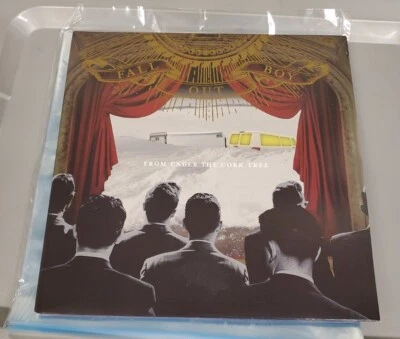 FALL OUT BOY
FROM UNDER THE CORK TREE